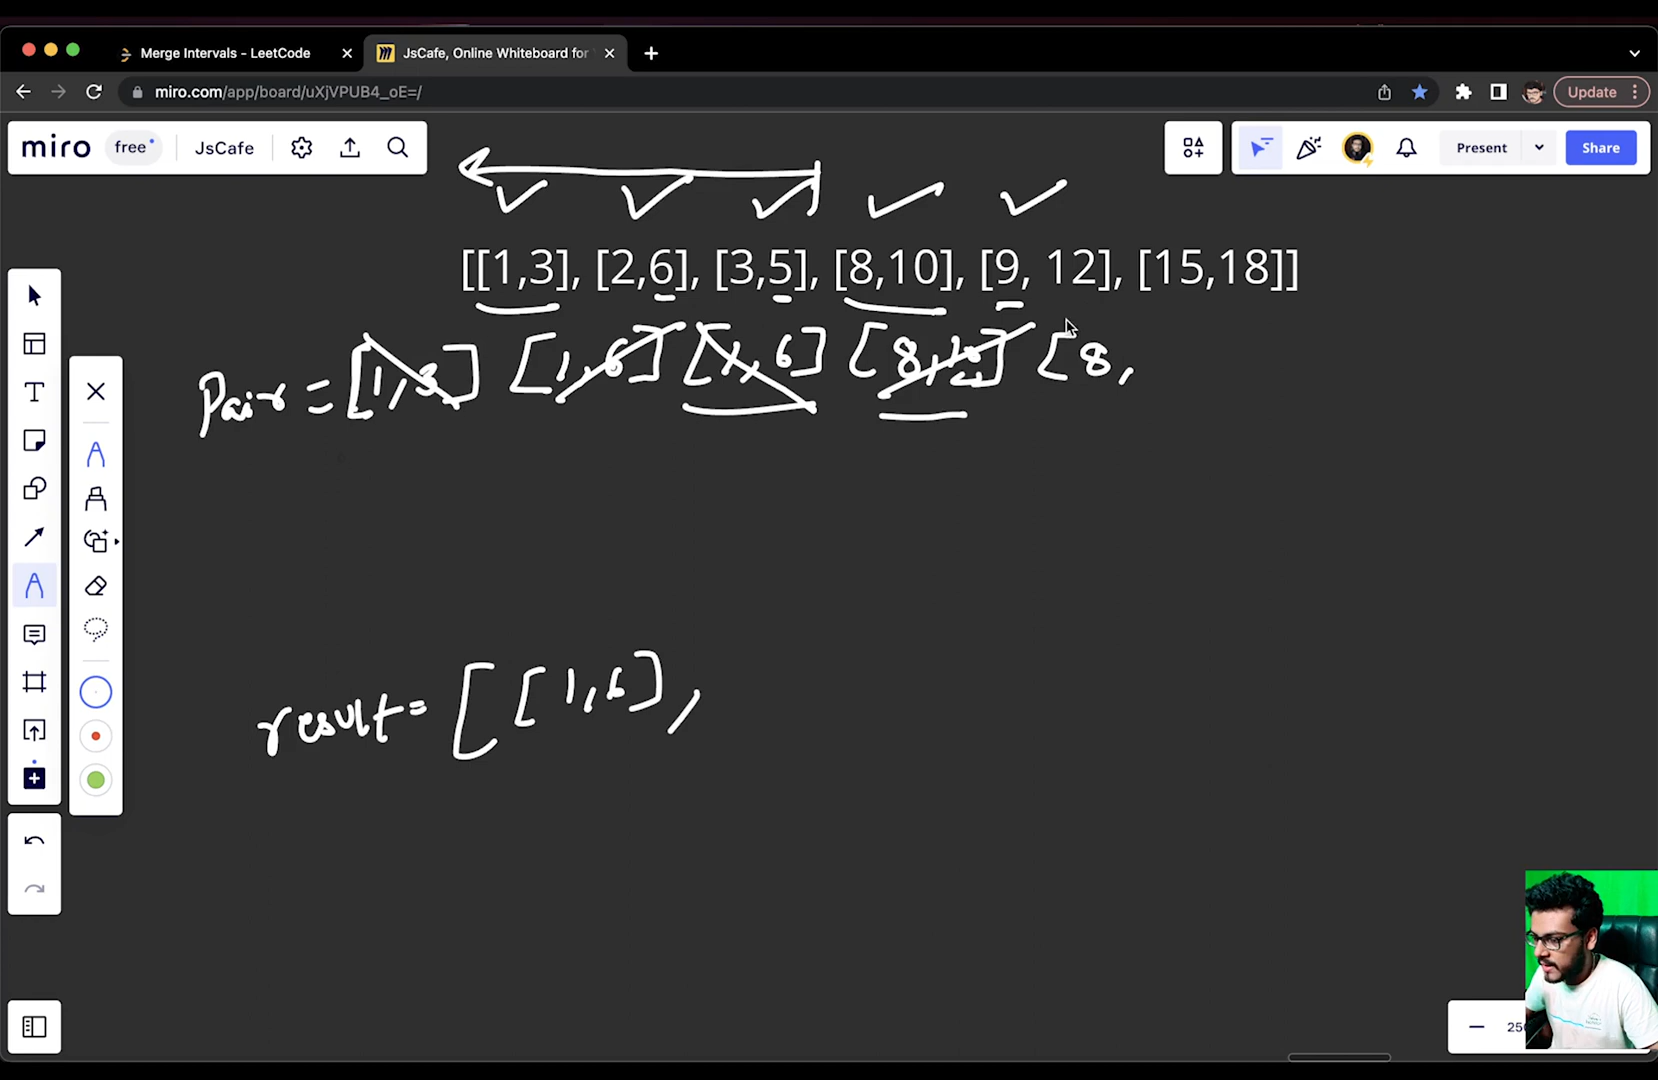 Merge Intervals - LeetCode
JsCafe, Online Whiteboard for
miro.com/app/board/uXjVPUB4_oE=/
Update
miro
free
JsCafe
Present
Share
[[1,3], [2,6], [3,5], [8,10], [9, 12], [15,18]]
Pair = [1,3] [1,6] [1,6] [8,10] [8,
result = [ [1,6],